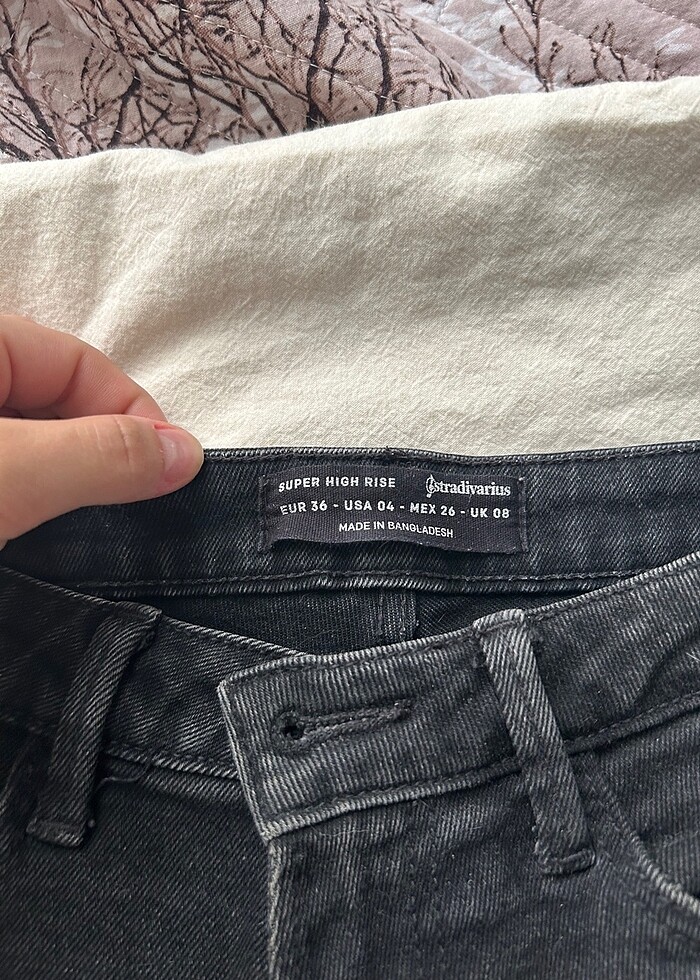 SUPER HIGH RISE stradivarius
EUR 36 - USA 04 - MEX 26 - UK 08
MADE IN BANGLADESH